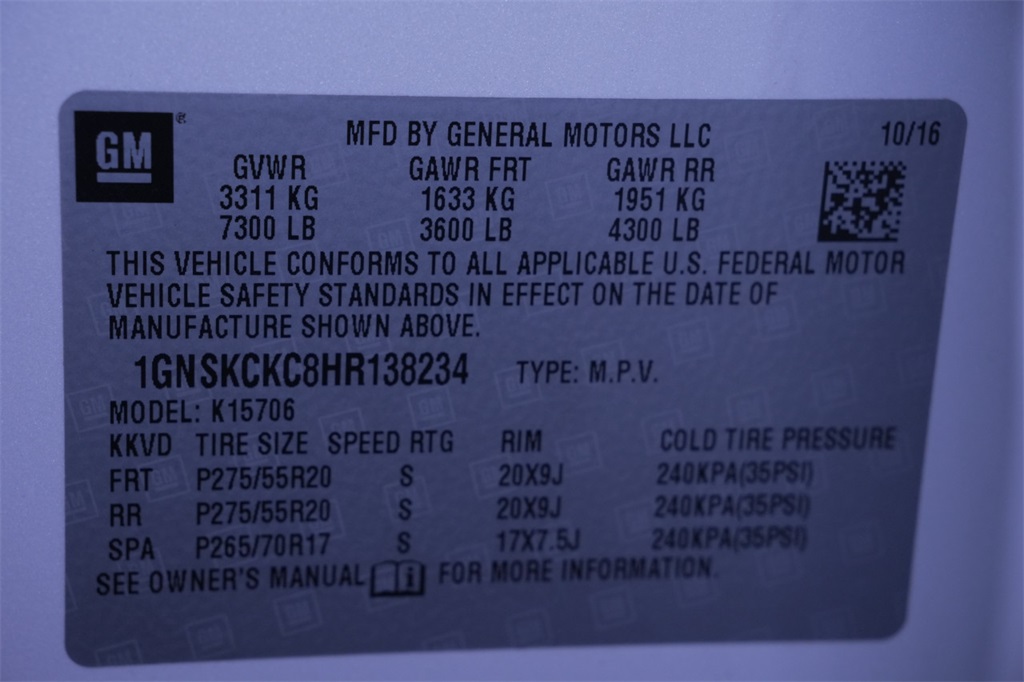 GM ® MFD BY GENERAL MOTORS LLC 10/16
GVWR GAWR FRT GAWR RR
3311 KG 1633 KG 1951 KG
7300 LB 3600 LB 4300 LB
THIS VEHICLE CONFORMS TO ALL APPLICABLE U.S. FEDERAL MOTOR
VEHICLE SAFETY STANDARDS IN EFFECT ON THE DATE OF
MANUFACTURE SHOWN ABOVE.
1GNSKCKC8HR138234 TYPE: M.P.V.
MODEL: K15706
KKVD TIRE SIZE SPEED RTG RIM COLD TIRE PRESSURE
FRT P275/55R20 S 20X9J 240KPA(35PSI)
RR P275/55R20 S 20X9J 240KPA(35PSI)
SPA P265/70R17 S 17X7.5J 240KPA(35PSI)
SEE OWNER'S MANUAL FOR MORE INFORMATION.